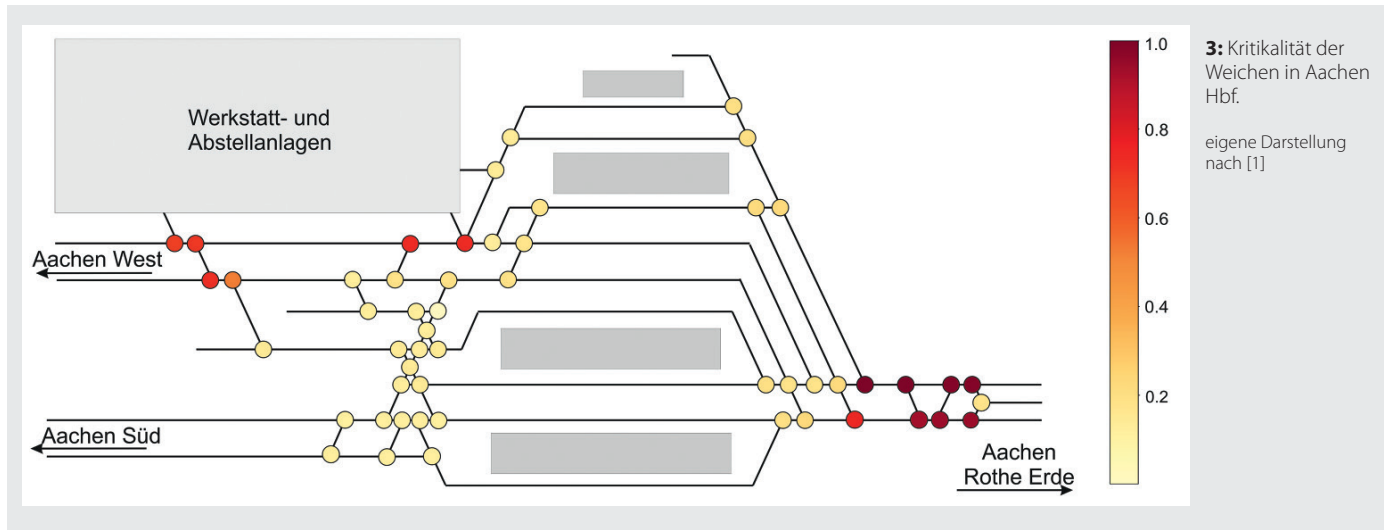 Werkstatt- und
Abstellanlagen
Aachen West
Aachen Süd
Aachen
Rothe Erde
1.0
0.8
0.6
0.4
0.2
3: Kritikalität der
Weichen in Aachen
Hbf.
eigene Darstellung
nach [1]